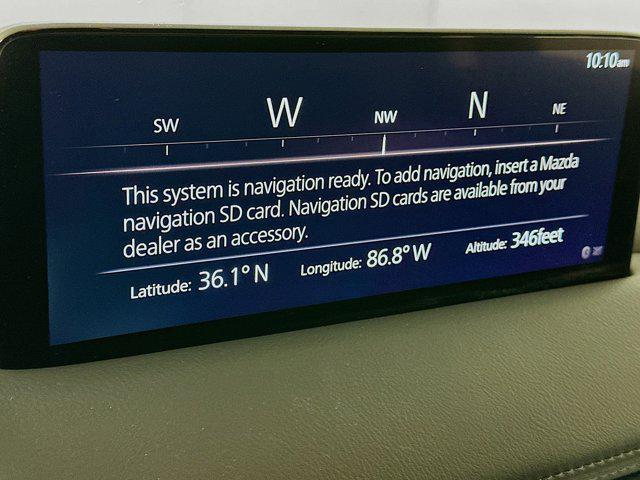 10:10am
SW W NW N NE
This system is navigation ready. To add navigation, insert a Mazda
navigation SD card. Navigation SD cards are available from your
dealer as an accessory.
Latitude: 36.1° N Longitude: 86.8° W Altitude: 346feet